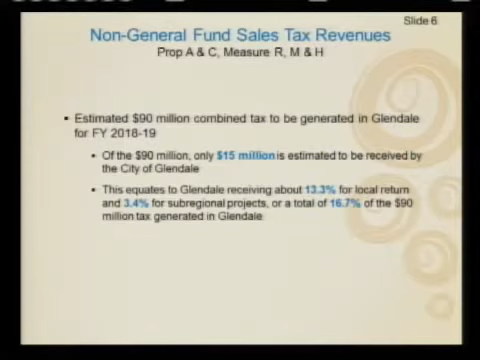 Slide 6
Non-General Fund Sales Tax Revenues
Prop A & C, Measure R, M & H
• Estimated $90 million combined tax to be generated in Glendale
for FY 2018-19
• Of the $90 million, only $15 million is estimated to be received by
the City of Glendale
• This equates to Glendale receiving about 13.3% for local return
and 3.4% for subregional projects, or a total of 16.7% of the $90
million tax generated in Glendale